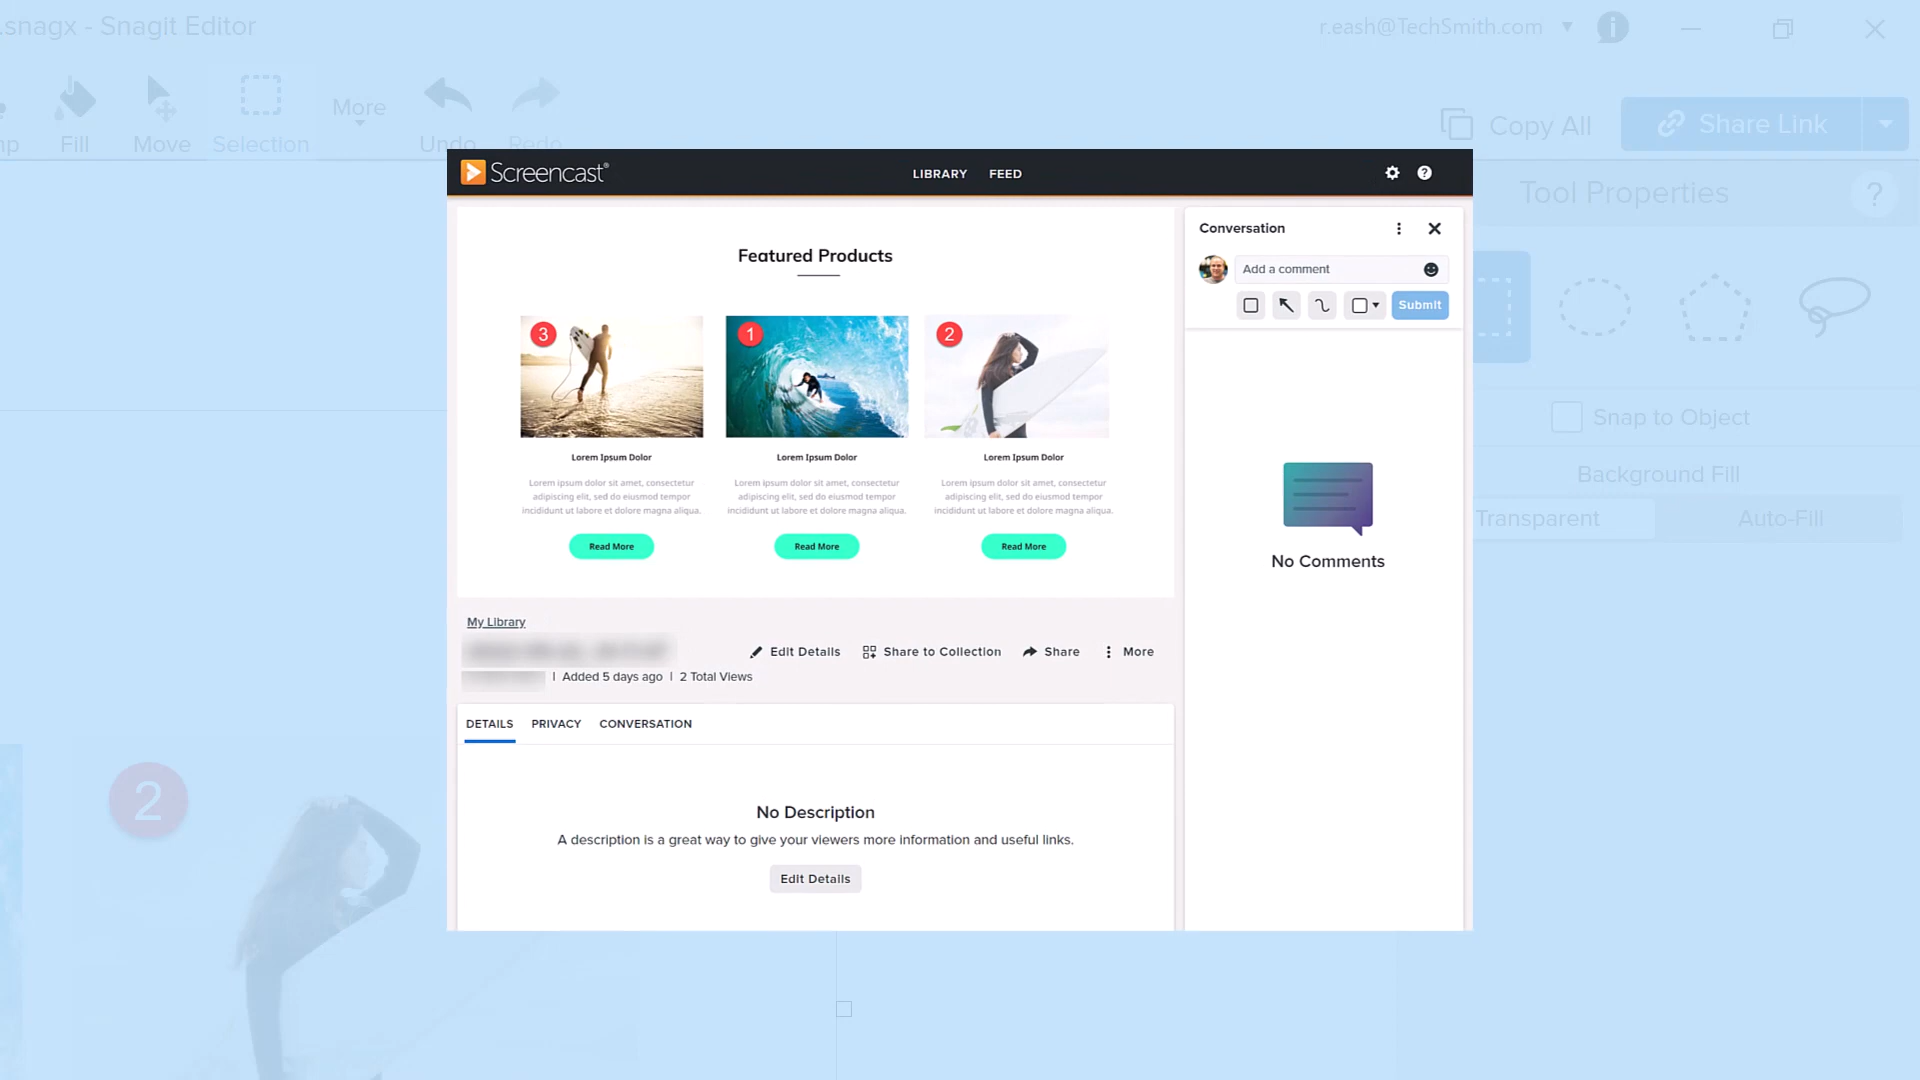 .snagx - Snagit Editor
r.eash@TechSmith.com
Fill
Move
Selection
More
Undo
Redo
Copy All
Share Link
Screencast®
LIBRARY
FEED
Tool Properties
?
Featured Products
3
1
2
Lorem Ipsum Dolor
Lorem ipsum dolor sit amet, consectetur
adipiscing elit, sed do eiusmod tempor
incididunt ut labore et dolore magna aliqua.
Read More
Lorem Ipsum Dolor
Lorem ipsum dolor sit amet, consectetur
adipiscing elit, sed do eiusmod tempor
incididunt ut labore et dolore magna aliqua.
Read More
Lorem Ipsum Dolor
Lorem ipsum dolor sit amet, consectetur
adipiscing elit, sed do eiusmod tempor
incididunt ut labore et dolore magna aliqua.
Read More
Conversation
Add a comment
Submit
No Comments
Snap to Object
Background Fill
Transparent
Auto-Fill
My Library
Edit Details
Share to Collection
Share
More
| Added 5 days ago | 2 Total Views
DETAILS
PRIVACY
CONVERSATION
No Description
A description is a great way to give your viewers more information and useful links.
Edit Details
2